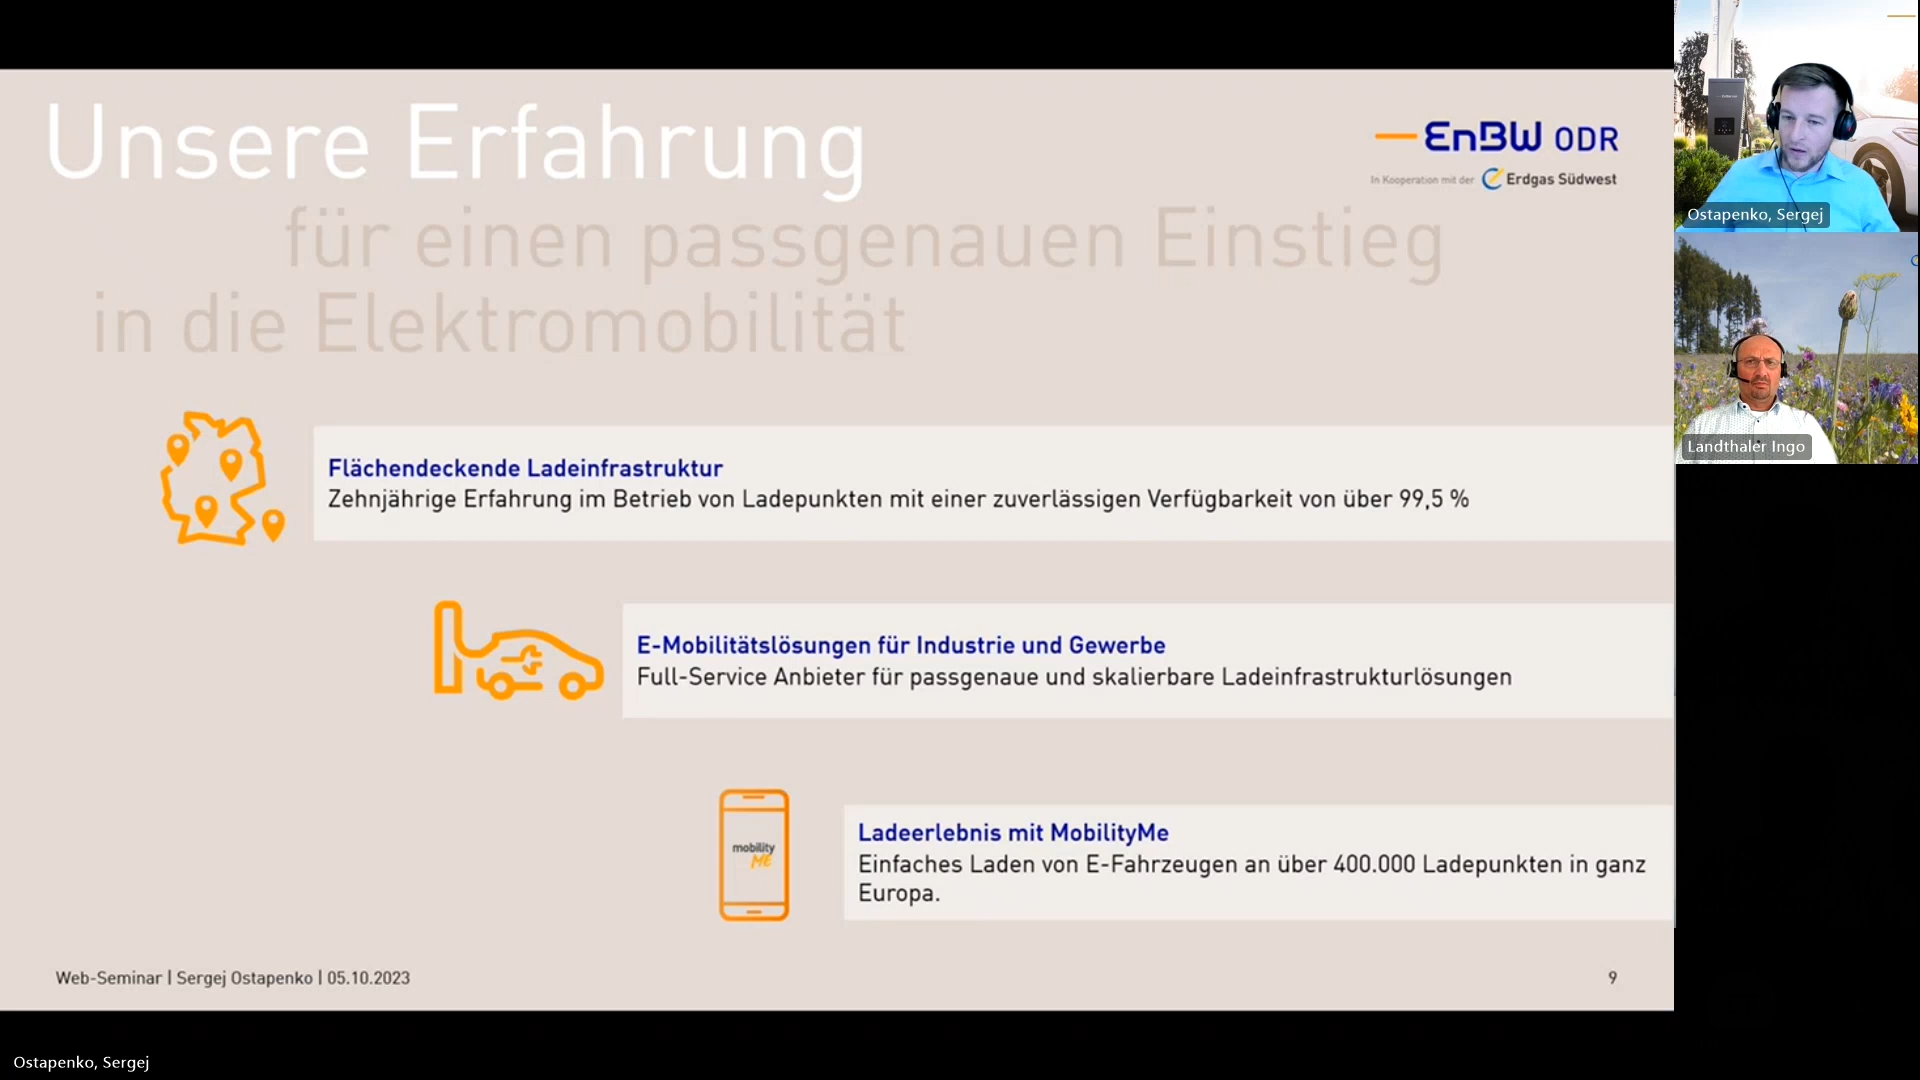 Unsere Erfahrung
für einen passgenauen Einstieg
in die Elektromobilität
EnBW ODR
In Kooperation mit der Erdgas Südwest
Flächendeckende Ladeinfrastruktur
Zehnjährige Erfahrung im Betrieb von Ladepunkten mit einer zuverlässigen Verfügbarkeit von über 99,5 %
E-Mobilitätslösungen für Industrie und Gewerbe
Full-Service Anbieter für passgenaue und skalierbare Ladeinfrastrukturlösungen
mobility
ME
Ladeerlebnis mit MobilityMe
Einfaches Laden von E-Fahrzeugen an über 400.000 Ladepunkten in ganz
Europa.
Web-Seminar | Sergej Ostapenko | 05.10.2023
9
Ostapenko, Sergej
Landthaler Ingo
Ostapenko, Sergej